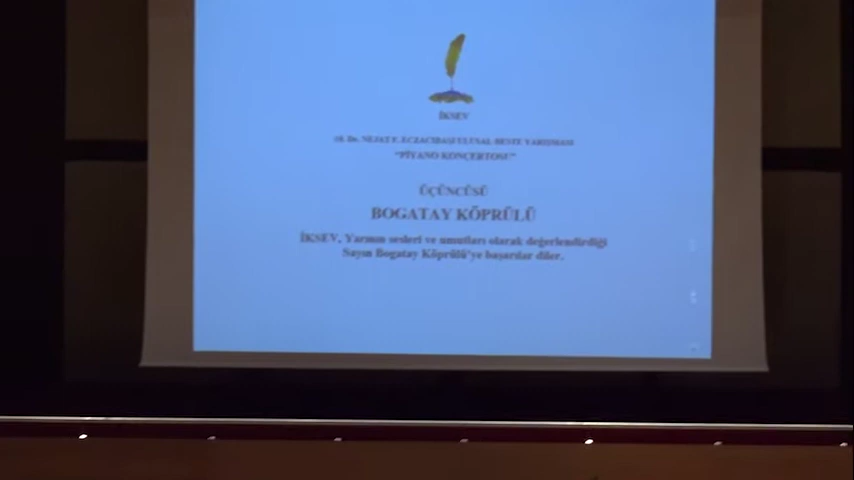 İKSEV
Dr. NEJAT F. ECZACIBAŞI ULUSAL BESTE YARIŞMASI
"PİYANO KONÇERTOSU"
ÜÇÜNCÜSÜ
BOGATAY KÖPRÜLÜ
İKSEV, Yarının sesleri ve umutları olarak değerlendirdiği
Sayın Bogatay Köprülü'ye başarılar diler.